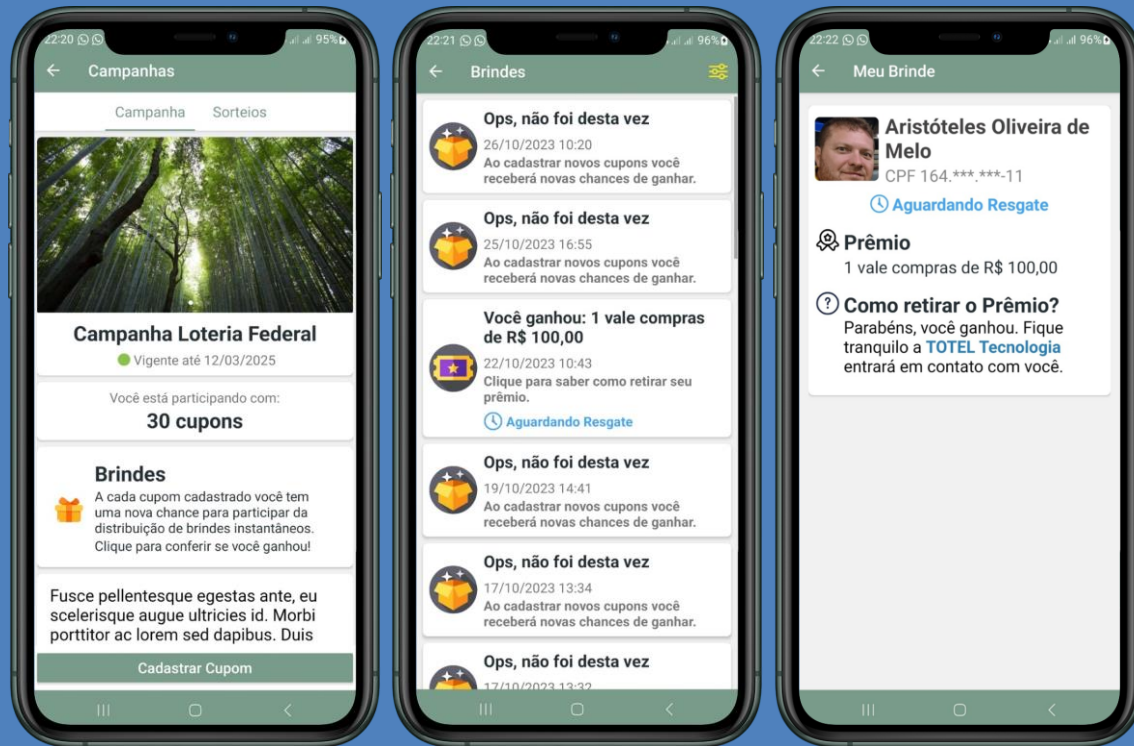 22:20
95%
Campanhas
Campanha Sorteios
Campanha Loteria Federal
Vigente até 12/03/2025
Você está participando com:
30 cupons
Brindes
A cada cupom cadastrado você tem
uma nova chance para participar da
distribuição de brindes instantâneos.
Clique para conferir se você ganhou!
Fusce pellentesque egestas ante, eu
scelerisque augue ultricies id. Morbi
porttitor ac lorem sed dapibus. Duis
Cadastrar Cupom
22:21
96%
Brindes
Ops, não foi desta vez
26/10/2023 10:20
Ao cadastrar novos cupons você
receberá novas chances de ganhar.
Ops, não foi desta vez
25/10/2023 16:55
Ao cadastrar novos cupons você
receberá novas chances de ganhar.
Você ganhou: 1 vale compras
de R$ 100,00
22/10/2023 10:43
Clique para saber como retirar seu
prêmio.
Aguardando Resgate
Ops, não foi desta vez
19/10/2023 14:41
Ao cadastrar novos cupons você
receberá novas chances de ganhar.
Ops, não foi desta vez
17/10/2023 13:34
Ao cadastrar novos cupons você
receberá novas chances de ganhar.
Ops, não foi desta vez
17/10/2023 13:32
22:22
96%
Meu Brinde
Aristóteles Oliveira de
Melo
CPF 164.***.***-11
Aguardando Resgate
Prêmio
1 vale compras de R$ 100,00
Como retirar o Prêmio?
Parabéns, você ganhou. Fique
tranquilo a TOTEL Tecnologia
entrará em contato com você.